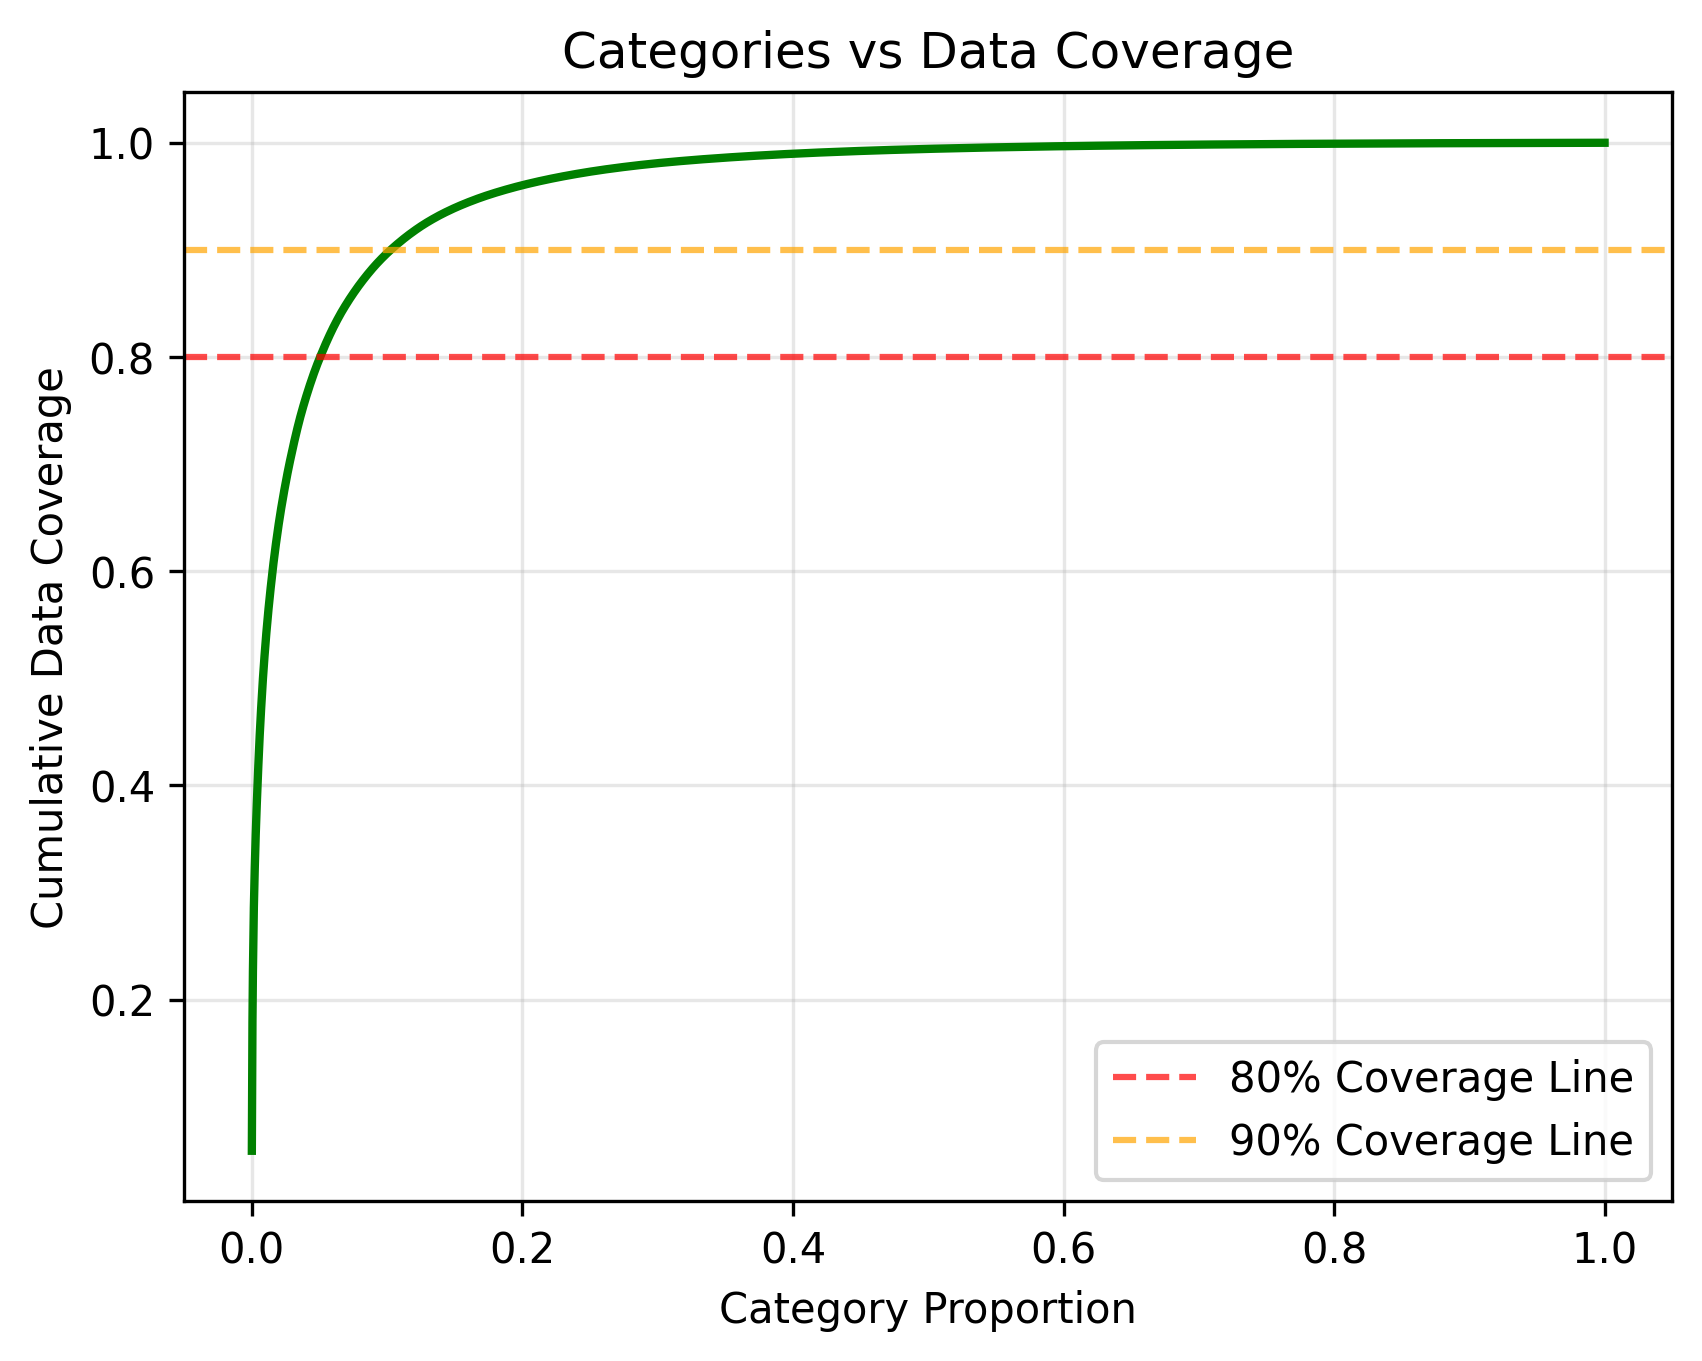 Categories vs Data Coverage
1.0
0.8
0.6
0.4
0.2
Cumulative Data Coverage
80% Coverage Line
90% Coverage Line
0.0 0.2 0.4 0.6 0.8 1.0
Category Proportion